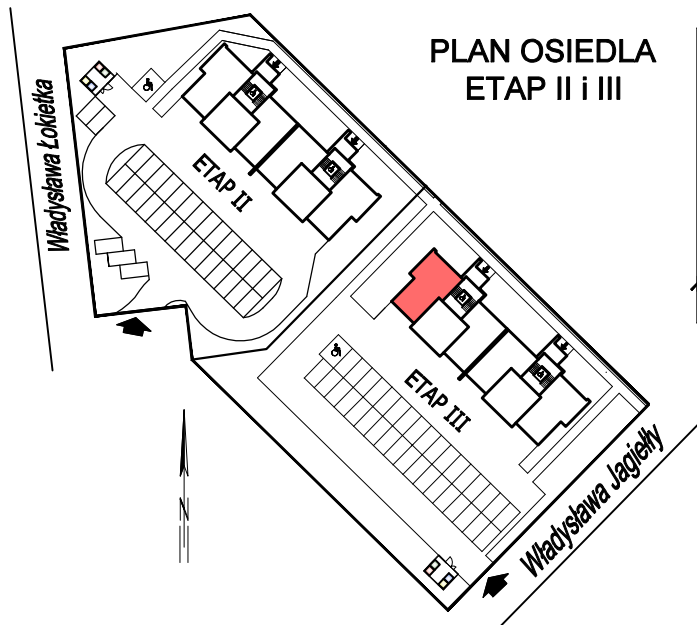 PLAN OSIEDLA
ETAP II i III
Władysława Łokietka
ETAP II
ETAP III
Władysława Jagiełły
N